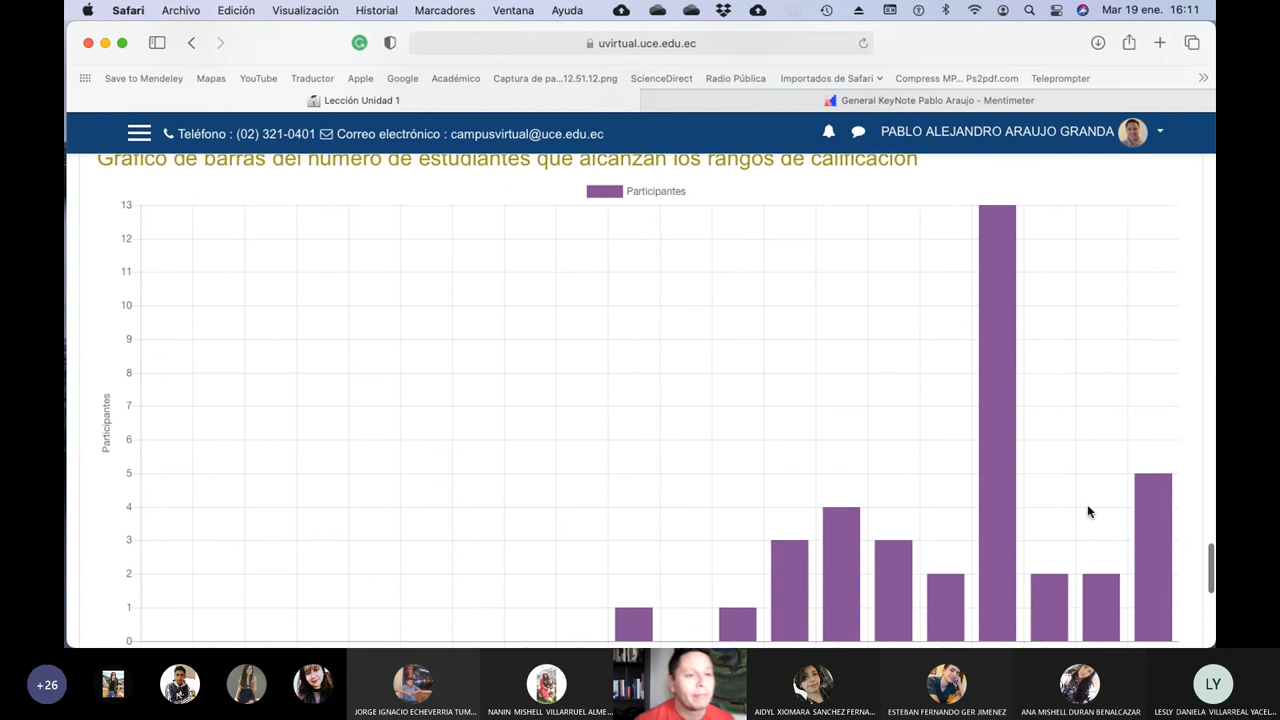 Safari Archivo Edición Visualización Historial Marcadores Ventana Ayuda Mar 19 ene. 16:11
uvirtual.uce.edu.ec
Save to Mendeley Mapas YouTube Traductor Apple Google Académico Captura de pa...12.51.12.png ScienceDirect Radio Pública Importados de Safari Compress MP... Ps2pdf.com Teleprompter
Lección Unidad 1 General KeyNote Pablo Araujo - Mentimeter
Teléfono : (02) 321-0401 Correo electrónico : campusvirtual@uce.edu.ec PABLO ALEJANDRO ARAUJO GRANDA
Gráfico de barras del número de estudiantes que alcanzan los rangos de calificación
Participantes
13
12
11
10
9
8
7
6
5
4
3
2
1
0
Participantes
+26
JORGE IGNACIO ECHEVERRIA TUM...
NANIN MISHELL VILLARRUEL ALME...
AIDYL XIOMARA SANCHEZ FERNA...
ESTEBAN FERNANDO GER JIMENEZ
ANA MISHELL DURAN BENALCAZAR
LY
LESLY DANIELA VILLARREAL YACEL...